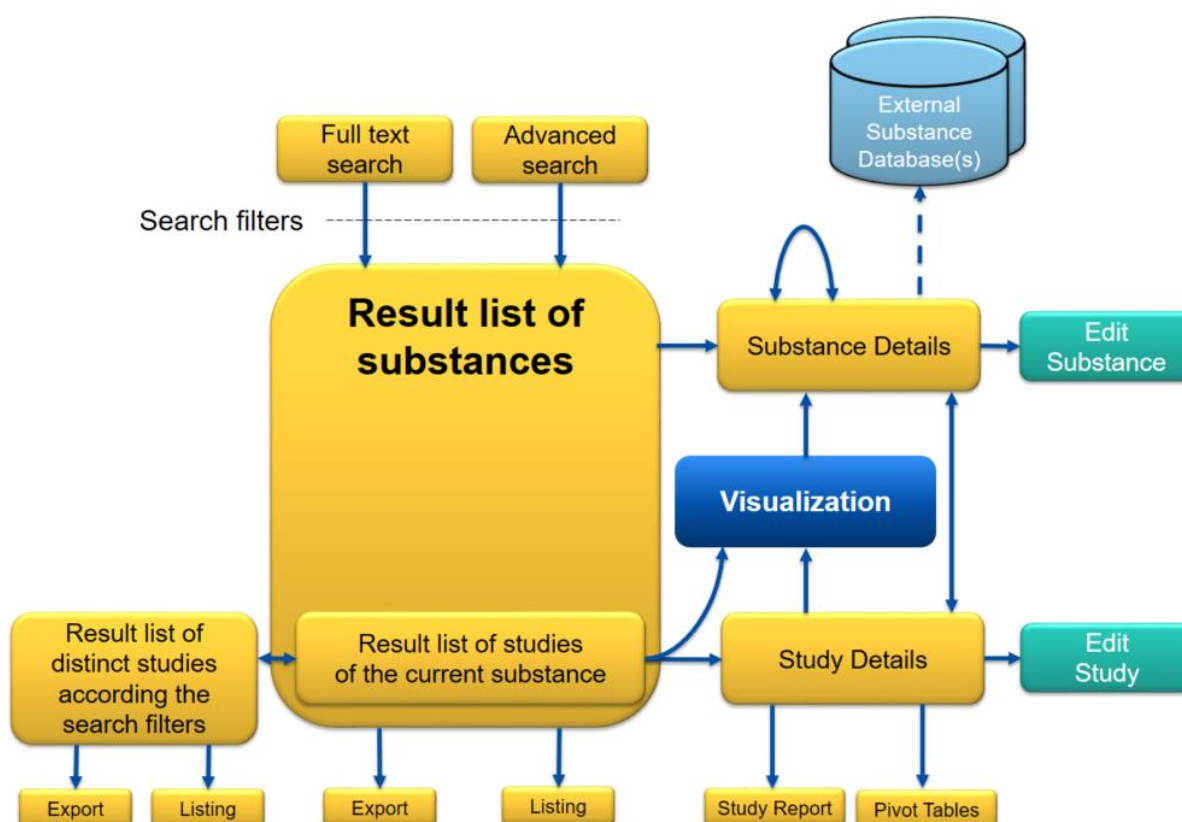 External
Substance
Database(s)
Full text
search
Advanced
search
Search filters
Result list of
substances
Substance Details
Edit
Substance
Visualization
Result list of
distinct studies
according the
search filters
Result list of studies
of the current substance
Study Details
Edit
Study
Export
Listing
Export
Listing
Study Report
Pivot Tables